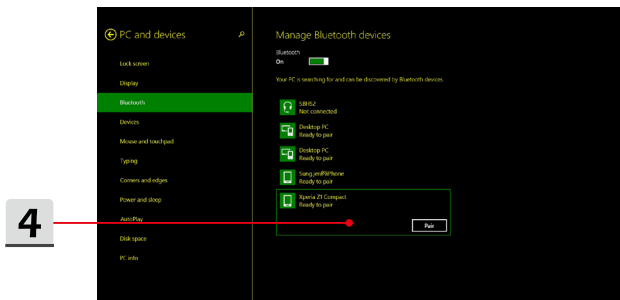 PC and devices
Lock screen
Display
Bluetooth
Devices
Mouse and touchpad
Typing
Corners and edges
Power and sleep
AutoPlay
Disk space
PC info
Manage Bluetooth devices
Bluetooth
On
Your PC is searching for and can be discovered by Bluetooth devices
SBH52
Not connected
Desktop PC
Ready to pair
Desktop PC
Ready to pair
Ready to pair
Xperia Z1 Compact
Ready to pair
Pair
4